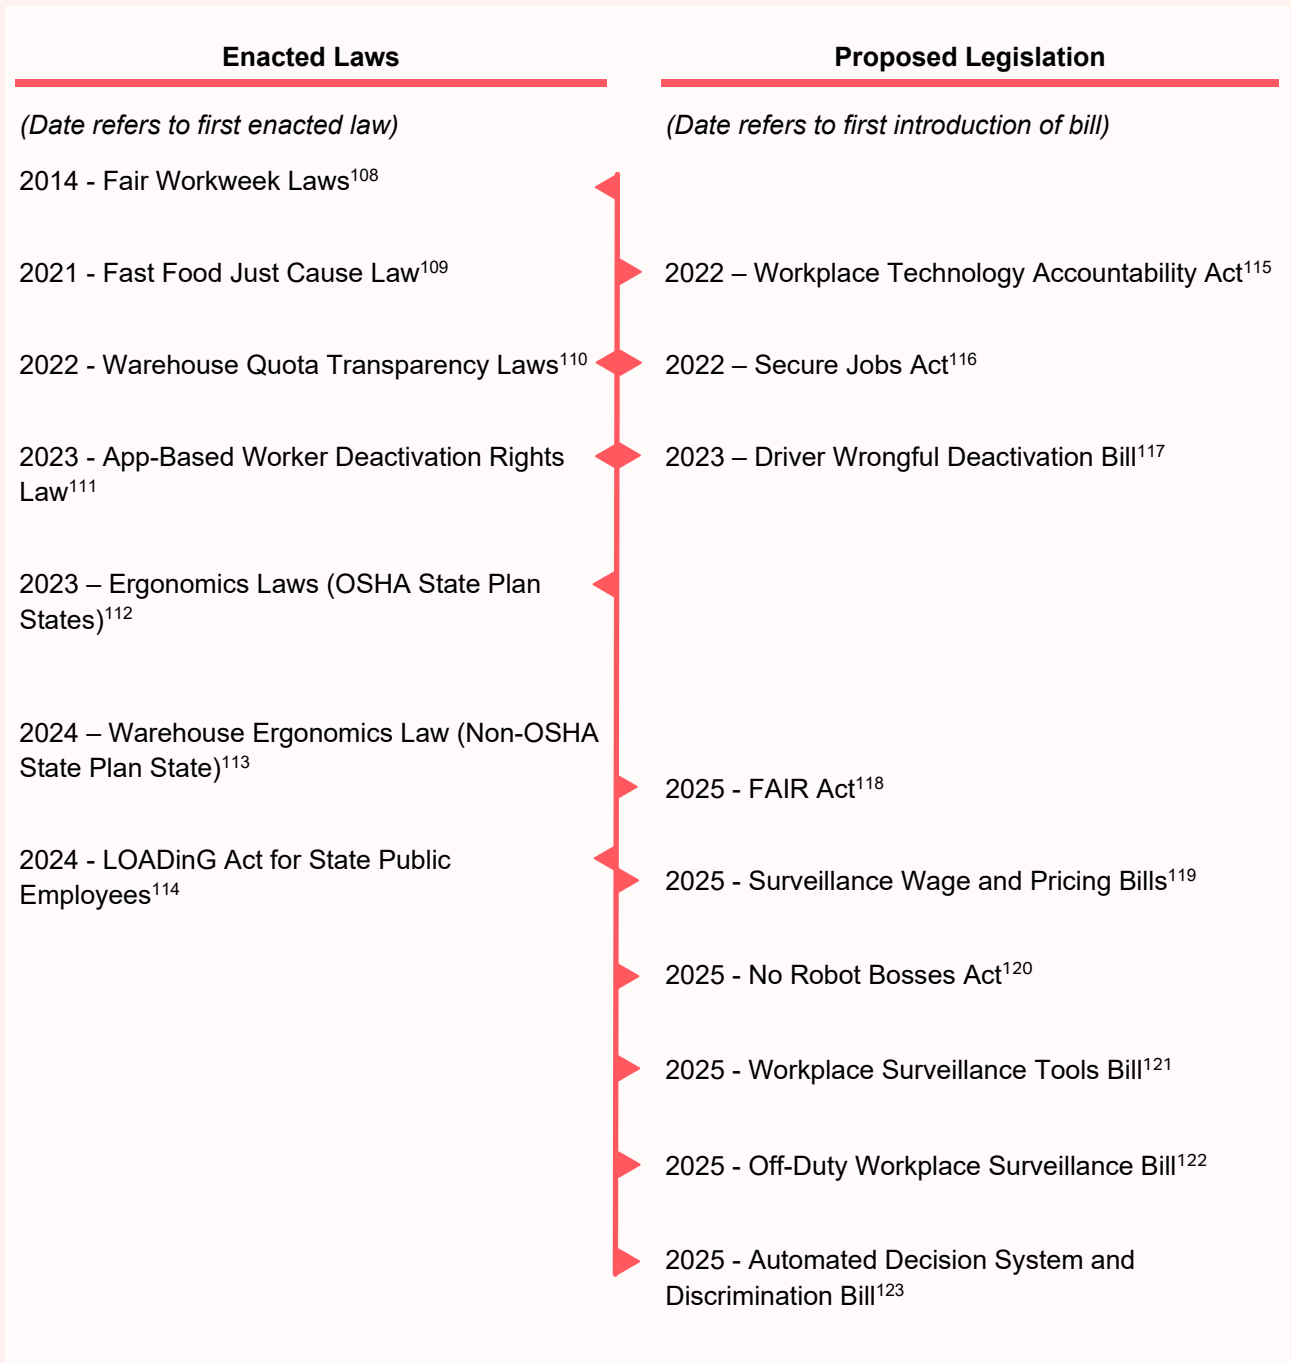 Enacted Laws
(Date refers to first enacted law)
2014 - Fair Workweek Laws108
2021 - Fast Food Just Cause Law109
2022 - Warehouse Quota Transparency Laws110
2023 - App-Based Worker Deactivation Rights
Law111
2023 – Ergonomics Laws (OSHA State Plan
States)112
2024 – Warehouse Ergonomics Law (Non-OSHA
State Plan State)113
2024 - LOADinG Act for State Public
Employees114
Proposed Legislation
(Date refers to first introduction of bill)
2022 – Workplace Technology Accountability Act115
2022 – Secure Jobs Act116
2023 – Driver Wrongful Deactivation Bill117
2025 - FAIR Act118
2025 - Surveillance Wage and Pricing Bills119
2025 - No Robot Bosses Act120
2025 - Workplace Surveillance Tools Bill121
2025 - Off-Duty Workplace Surveillance Bill122
2025 - Automated Decision System and
Discrimination Bill123